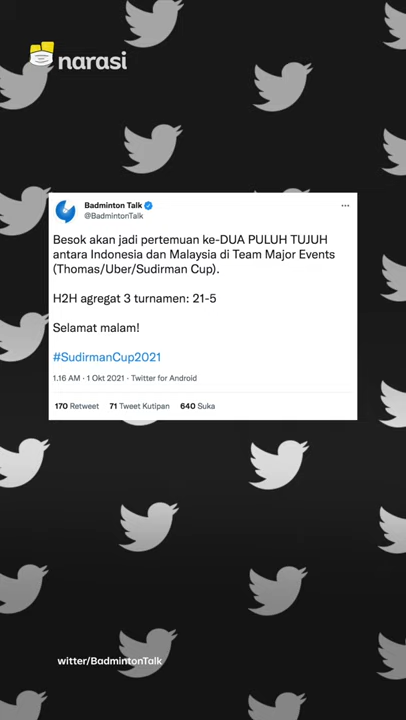 narasi
Badminton Talk
@BadmintonTalk
Besok akan jadi pertemuan ke-DUA PULUH TUJUH
antara Indonesia dan Malaysia di Team Major Events
(Thomas/Uber/Sudirman Cup).
H2H agregat 3 turnamen: 21-5
Selamat malam!
#SudirmanCup2021
1.16 AM · 1 Okt 2021 · Twitter for Android
170 Retweet 71 Tweet Kutipan 640 Suka
witter/BadmintonTalk